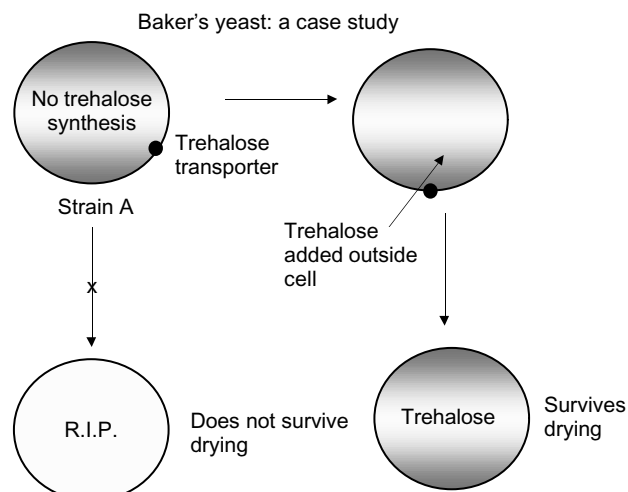 Baker's yeast: a case study
No trehalose
synthesis
Trehalose
transporter
Strain A
Trehalose
added outside
cell
x
R.I.P.
Does not survive
drying
Trehalose
Survives
drying